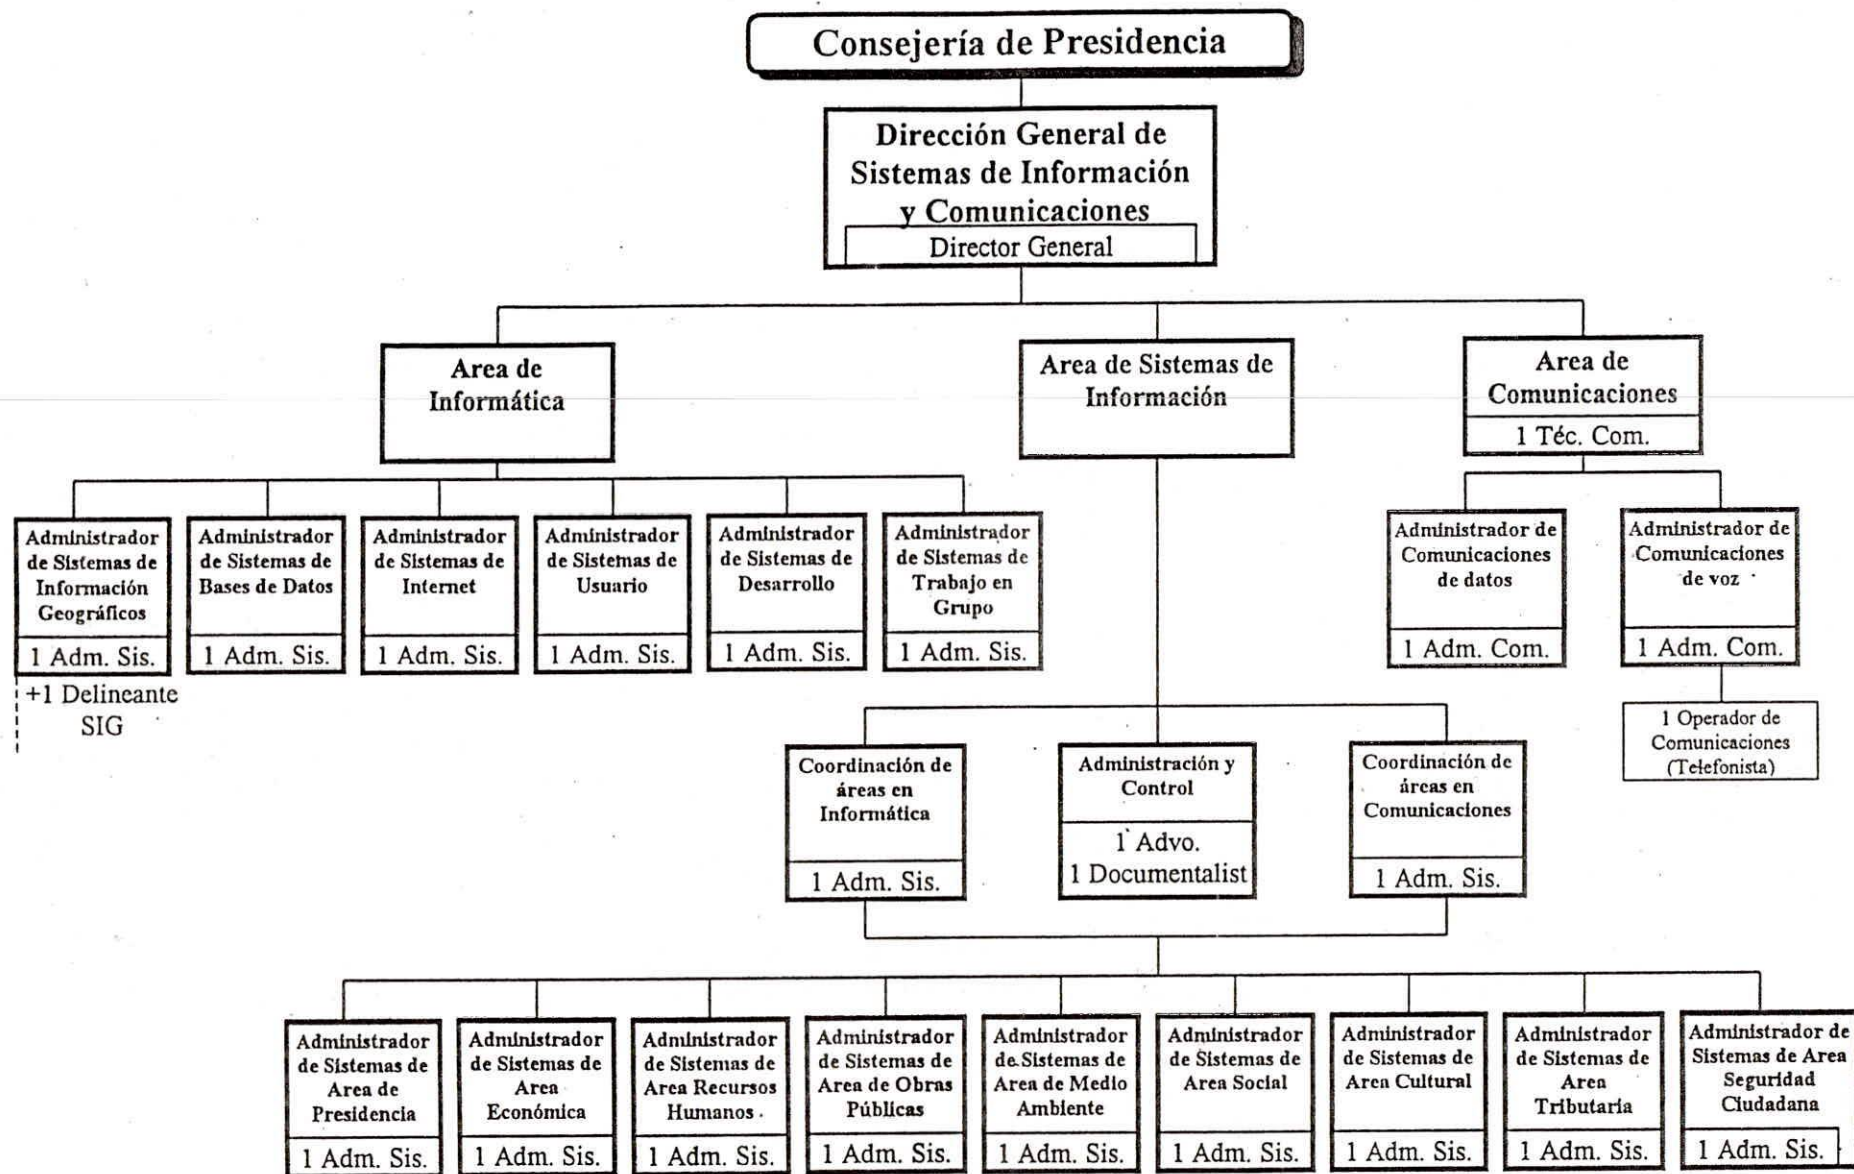 Consejería de Presidencia
Dirección General de
Sistemas de Información
y Comunicaciones
Director General
Area de
Informática
Area de Sistemas de
Información
Area de
Comunicaciones
1 Téc. Com.
Administrador
de Sistemas de
Información
Geográficos
1 Adm. Sis.
+1 Delineante
SIG
Administrador
de Sistemas de
Bases de Datos
1 Adm. Sis.
Administrador
de Sistemas de
Internet
1 Adm. Sis.
Administrador
de Sistemas de
Usuario
1 Adm. Sis.
Administrador
de Sistemas de
Desarrollo
1 Adm. Sis.
Administrador
de Sistemas de
Trabajo en
Grupo
1 Adm. Sis.
Administrador de
Comunicaciones
de datos
1 Adm. Com.
Administrador de
Comunicaciones
de voz
1 Adm. Com.
1 Operador de
Comunicaciones
(Telefonista)
Coordinación de
áreas en
Informática
1 Adm. Sis.
Administración y
Control
1 Advo.
1 Documentalist
Coordinación de
áreas en
Comunicaciones
1 Adm. Sis.
Administrador
de Sistemas de
Area de
Presidencia
1 Adm. Sis.
Administrador
de Sistemas de
Area
Económica
1 Adm. Sis.
Administrador
de Sistemas de
Area Recursos
Humanos
1 Adm. Sis.
Administrador
de Sistemas de
Area de Obras
Públicas
1 Adm. Sis.
Administrador
de Sistemas de
Area de Medio
Ambiente
1 Adm. Sis.
Administrador
de Sistemas de
Area Social
1 Adm. Sis.
Administrador
de Sistemas de
Area Cultural
1 Adm. Sis.
Administrador
de Sistemas de
Area
Tributaria
1 Adm. Sis.
Administrador de
Sistemas de Area
Seguridad
Ciudadana
1 Adm. Sis.